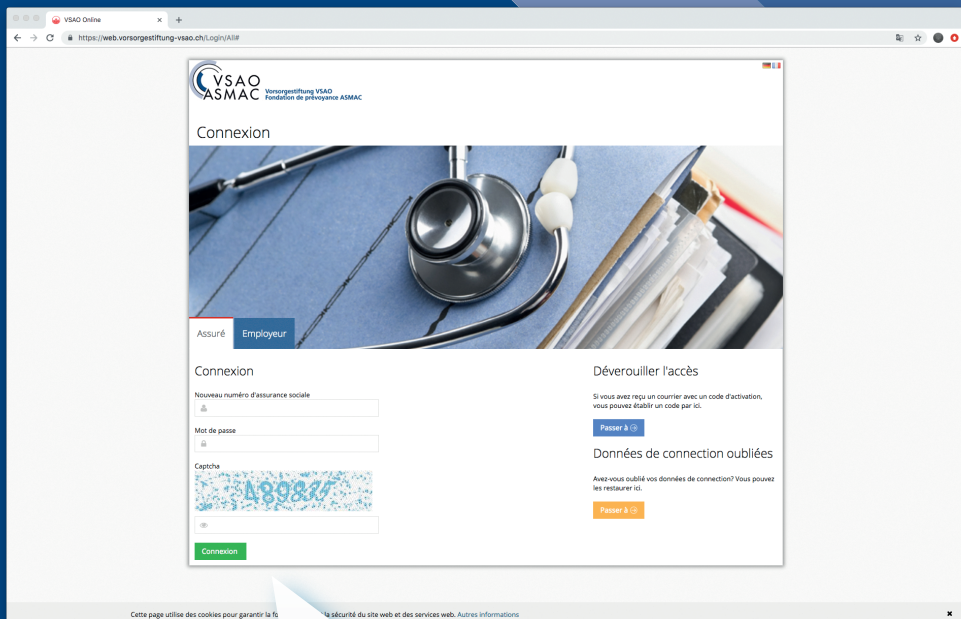 VSAO Online
https://web.vorsorgestiftung-vsao.ch/Login/All#
VSAO
ASMAC
Vorsorgestiftung VSAO
Fondation de prévoyance ASMAC
Connexion
Assuré
Employeur
Connexion
Nouveau numéro d'assurance sociale
Mot de passe
Captcha
Connexion
Déverouiller l'accès
Si vous avez reçu un courrier avec un code d'activation,
vous pouvez établir un code par ici.
Passer à
Données de connection oubliées
Avez-vous oublié vos données de connection? Vous pouvez
les restaurer ici.
Passer à
Cette page utilise des cookies pour garantir la fo la sécurité du site web et des services web. Autres informations